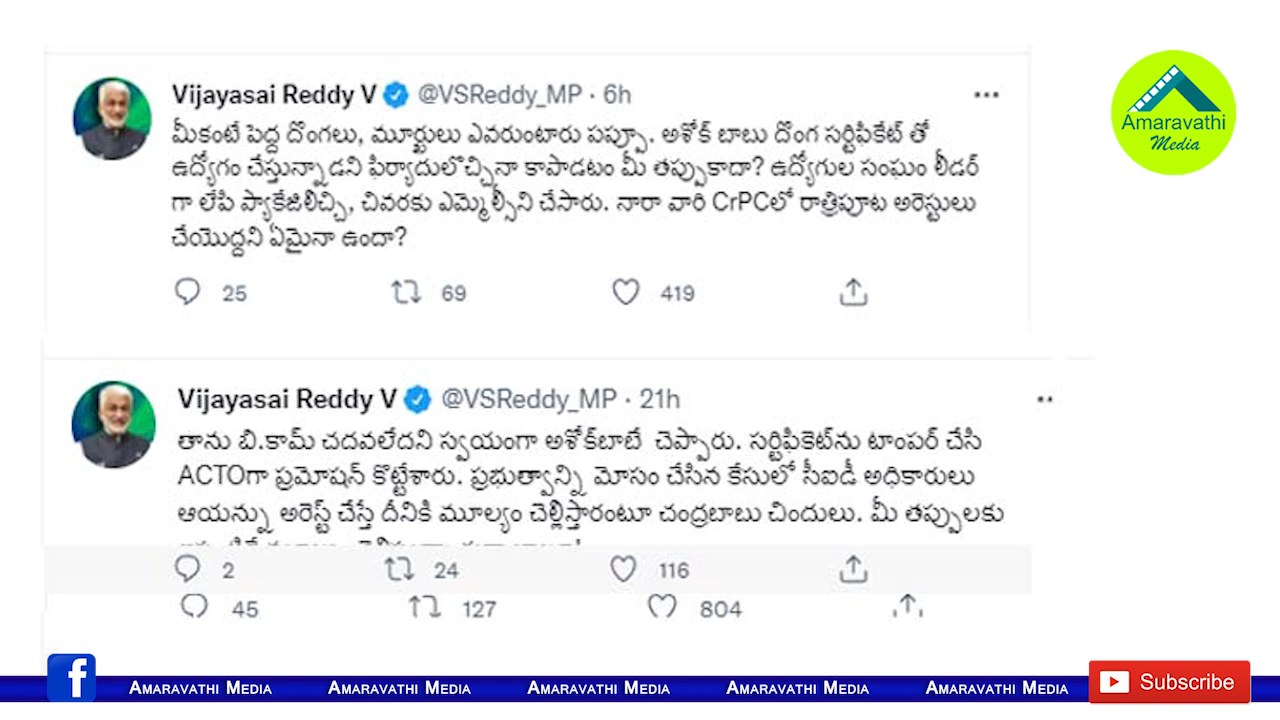 Vijayasai Reddy V @VSReddy_MP · 6h
మీకంటే పెద్ద దొంగలు, మూర్ఖులు ఎవరుంటారు పప్పూ. అశోక్ బాబు దొంగ సర్టిఫికేట్ తో
ఉద్యోగం చేస్తున్నాడని ఫిర్యాదులొచ్చినా కాపాడటం మీ తప్పుకాదా? ఉద్యోగుల సంఘం లీడర్
గా లేపి ప్యాకేజిలిచ్చి, చివరకు ఎమ్మెల్సీని చేసారు. నారా వారి CrPCలో రాత్రిపూట అరెస్టులు
చేయొద్దని ఏమైనా ఉందా?
25 69 419
Vijayasai Reddy V @VSReddy_MP · 21h
తాను బి.కామ్ చదవలేదని స్వయంగా అశోక్‌బాబే చెప్పారు. సర్టిఫికెట్‌ను టాంపర్ చేసి
ACTOగా ప్రమోషన్ కొట్టేశారు. ప్రభుత్వాన్ని మోసం చేసిన కేసులో సీఐడీ అధికారులు
ఆయన్ను అరెస్ట్ చేస్తే దీనికి మూల్యం చెల్లిస్తారంటూ చంద్రబాబు చిందులు. మీ తప్పులకు
2 24 116
45 127 804
Amaravathi
Media
f Amaravathi Media Amaravathi Media Amaravathi Media Amaravathi Media Amaravathi Media Subscribe